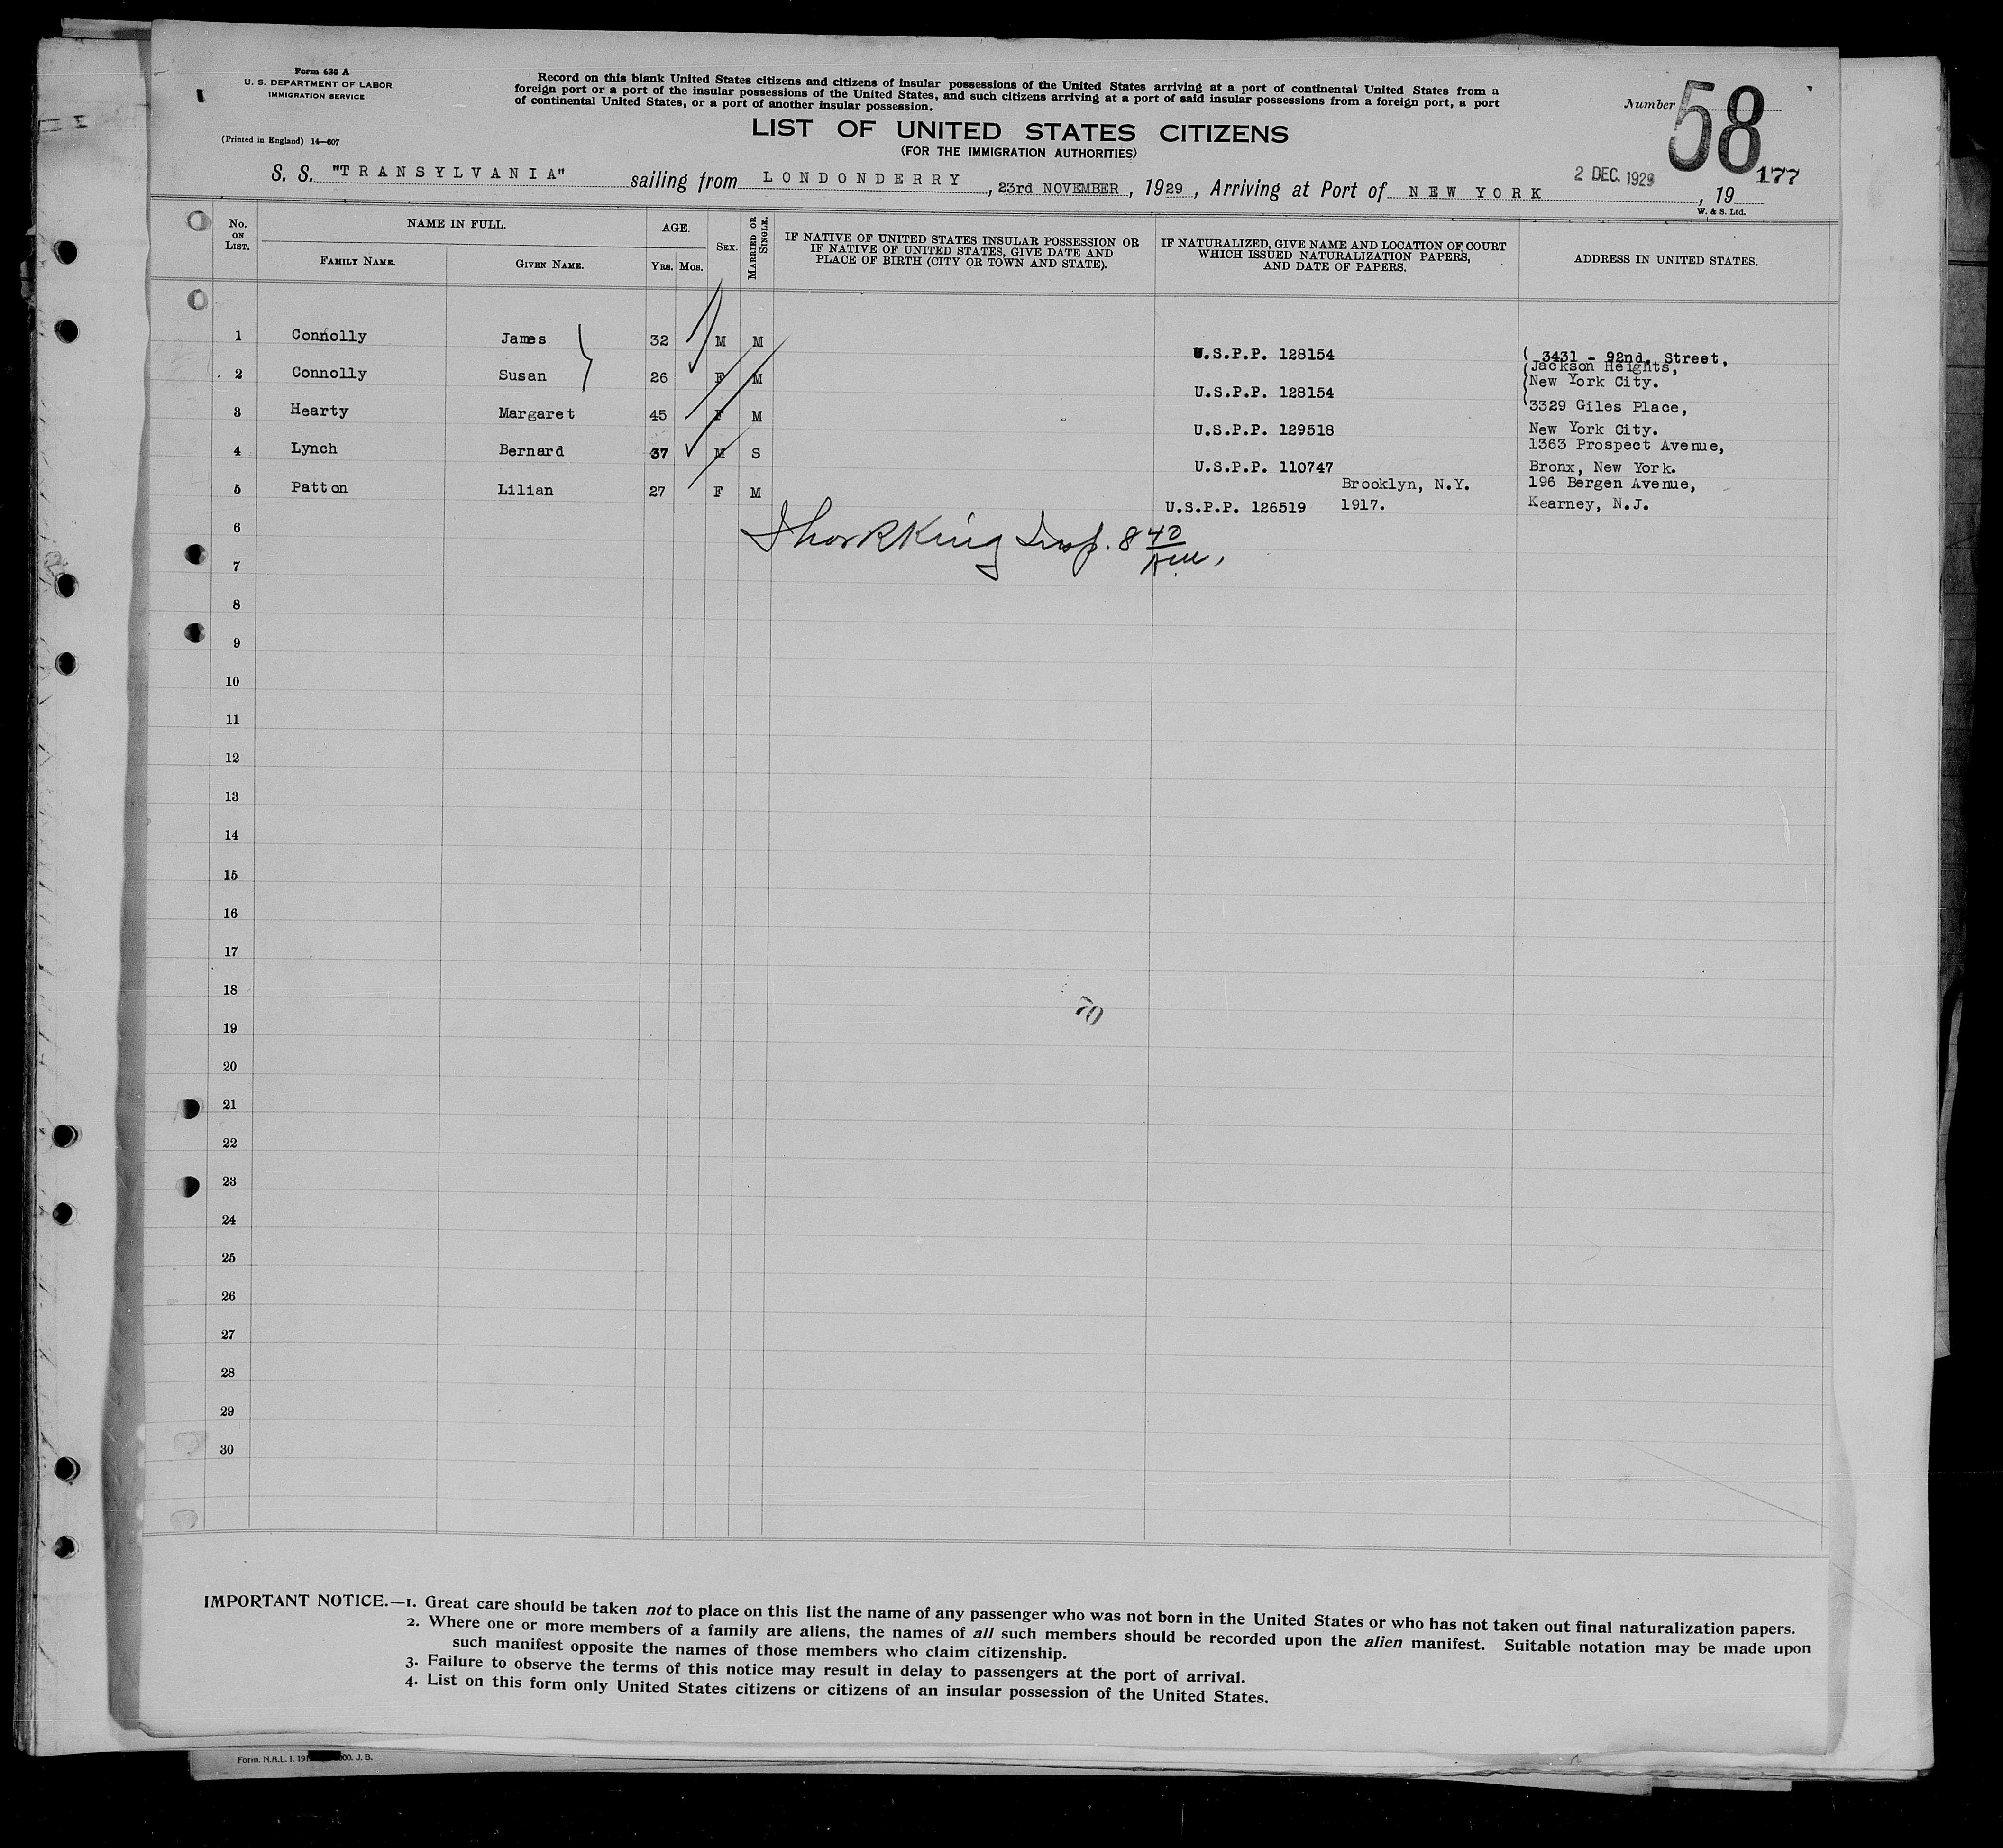 Form 630 A
U. S. DEPARTMENT OF LABOR
IMMIGRATION SERVICE
(Printed in England) 14—607
Record on this blank United States citizens and citizens of insular possessions of the United States arriving at a port of continental United States from a
foreign port or a port of the insular possessions of the United States, and such citizens arriving at a port of said insular possessions from a foreign port, a port
of continental United States, or a port of another insular possession.
Number 58
177
LIST OF UNITED STATES CITIZENS
(FOR THE IMMIGRATION AUTHORITIES)
S. S. "TRANSYLVANIA" sailing from LONDONDERRY, 23rd NOVEMBER, 1929, Arriving at Port of NEW YORK 2 DEC. 1929, 19
W. & S. Ltd.
No. ON LIST.
NAME IN FULL.
FAMILY NAME. GIVEN NAME.
AGE.
YRS. MOS.
SEX.
MARRIED OR SINGLE.
IF NATIVE OF UNITED STATES INSULAR POSSESSION OR
IF NATIVE OF UNITED STATES, GIVE DATE AND
PLACE OF BIRTH (CITY OR TOWN AND STATE).
IF NATURALIZED, GIVE NAME AND LOCATION OF COURT
WHICH ISSUED NATURALIZATION PAPERS,
AND DATE OF PAPERS.
ADDRESS IN UNITED STATES.
1 Connolly James 32 M M U.S.P.P. 128154 3431 - 92nd. Street,
Jackson Heights,
2 Connolly Susan 26 F M U.S.P.P. 128154 New York City.
3 Hearty Margaret 45 F M U.S.P.P. 129518 3329 Giles Place,
New York City.
4 Lynch Bernard 37 M S U.S.P.P. 110747 1363 Prospect Avenue,
Bronx, New York.
5 Patton Lilian 27 F M U.S.P.P. 126519 Brooklyn, N.Y. 1917. 196 Bergen Avenue,
Kearney, N.J.
King Insp. 8 40 AM.
6
7
8
9
10
11
12
13
14
15
16
17
18
70
19
20
21
22
23
24
25
26
27
28
29
30
IMPORTANT NOTICE.—1. Great care should be taken not to place on this list the name of any passenger who was not born in the United States or who has not taken out final naturalization papers.
2. Where one or more members of a family are aliens, the names of all such members should be recorded upon the alien manifest. Suitable notation may be made upon
such manifest opposite the names of those members who claim citizenship.
3. Failure to observe the terms of this notice may result in delay to passengers at the port of arrival.
4. List on this form only United States citizens or citizens of an insular possession of the United States.
Form. N.A.L. 1. J. B.